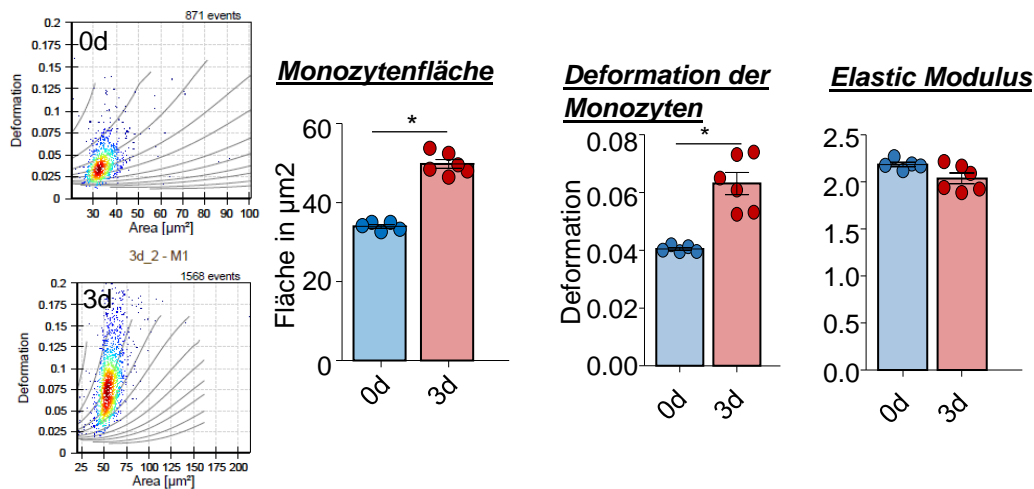 871 events
0d
0.2
0.175
0.15
0.125
0.1
0.075
0.05
0.025
0
Deformation
30 40 50 60 70 80 90 100
Area [µm²]
3d_2 - M1
1568 events
3d
0.2
0.175
0.15
0.125
0.1
0.075
0.05
0.025
0
Deformation
25 50 75 100 125 150 175 200
Area [µm²]
Monozytenfläche
*
60
40
20
0
Fläche in µm2
0d 3d
Deformation der
Monozyten
*
0.08
0.06
0.04
0.02
0.00
Deformation
0d 3d
Elastic Modulus
2.5
2.0
1.5
1.0
0.5
0.0
0d 3d